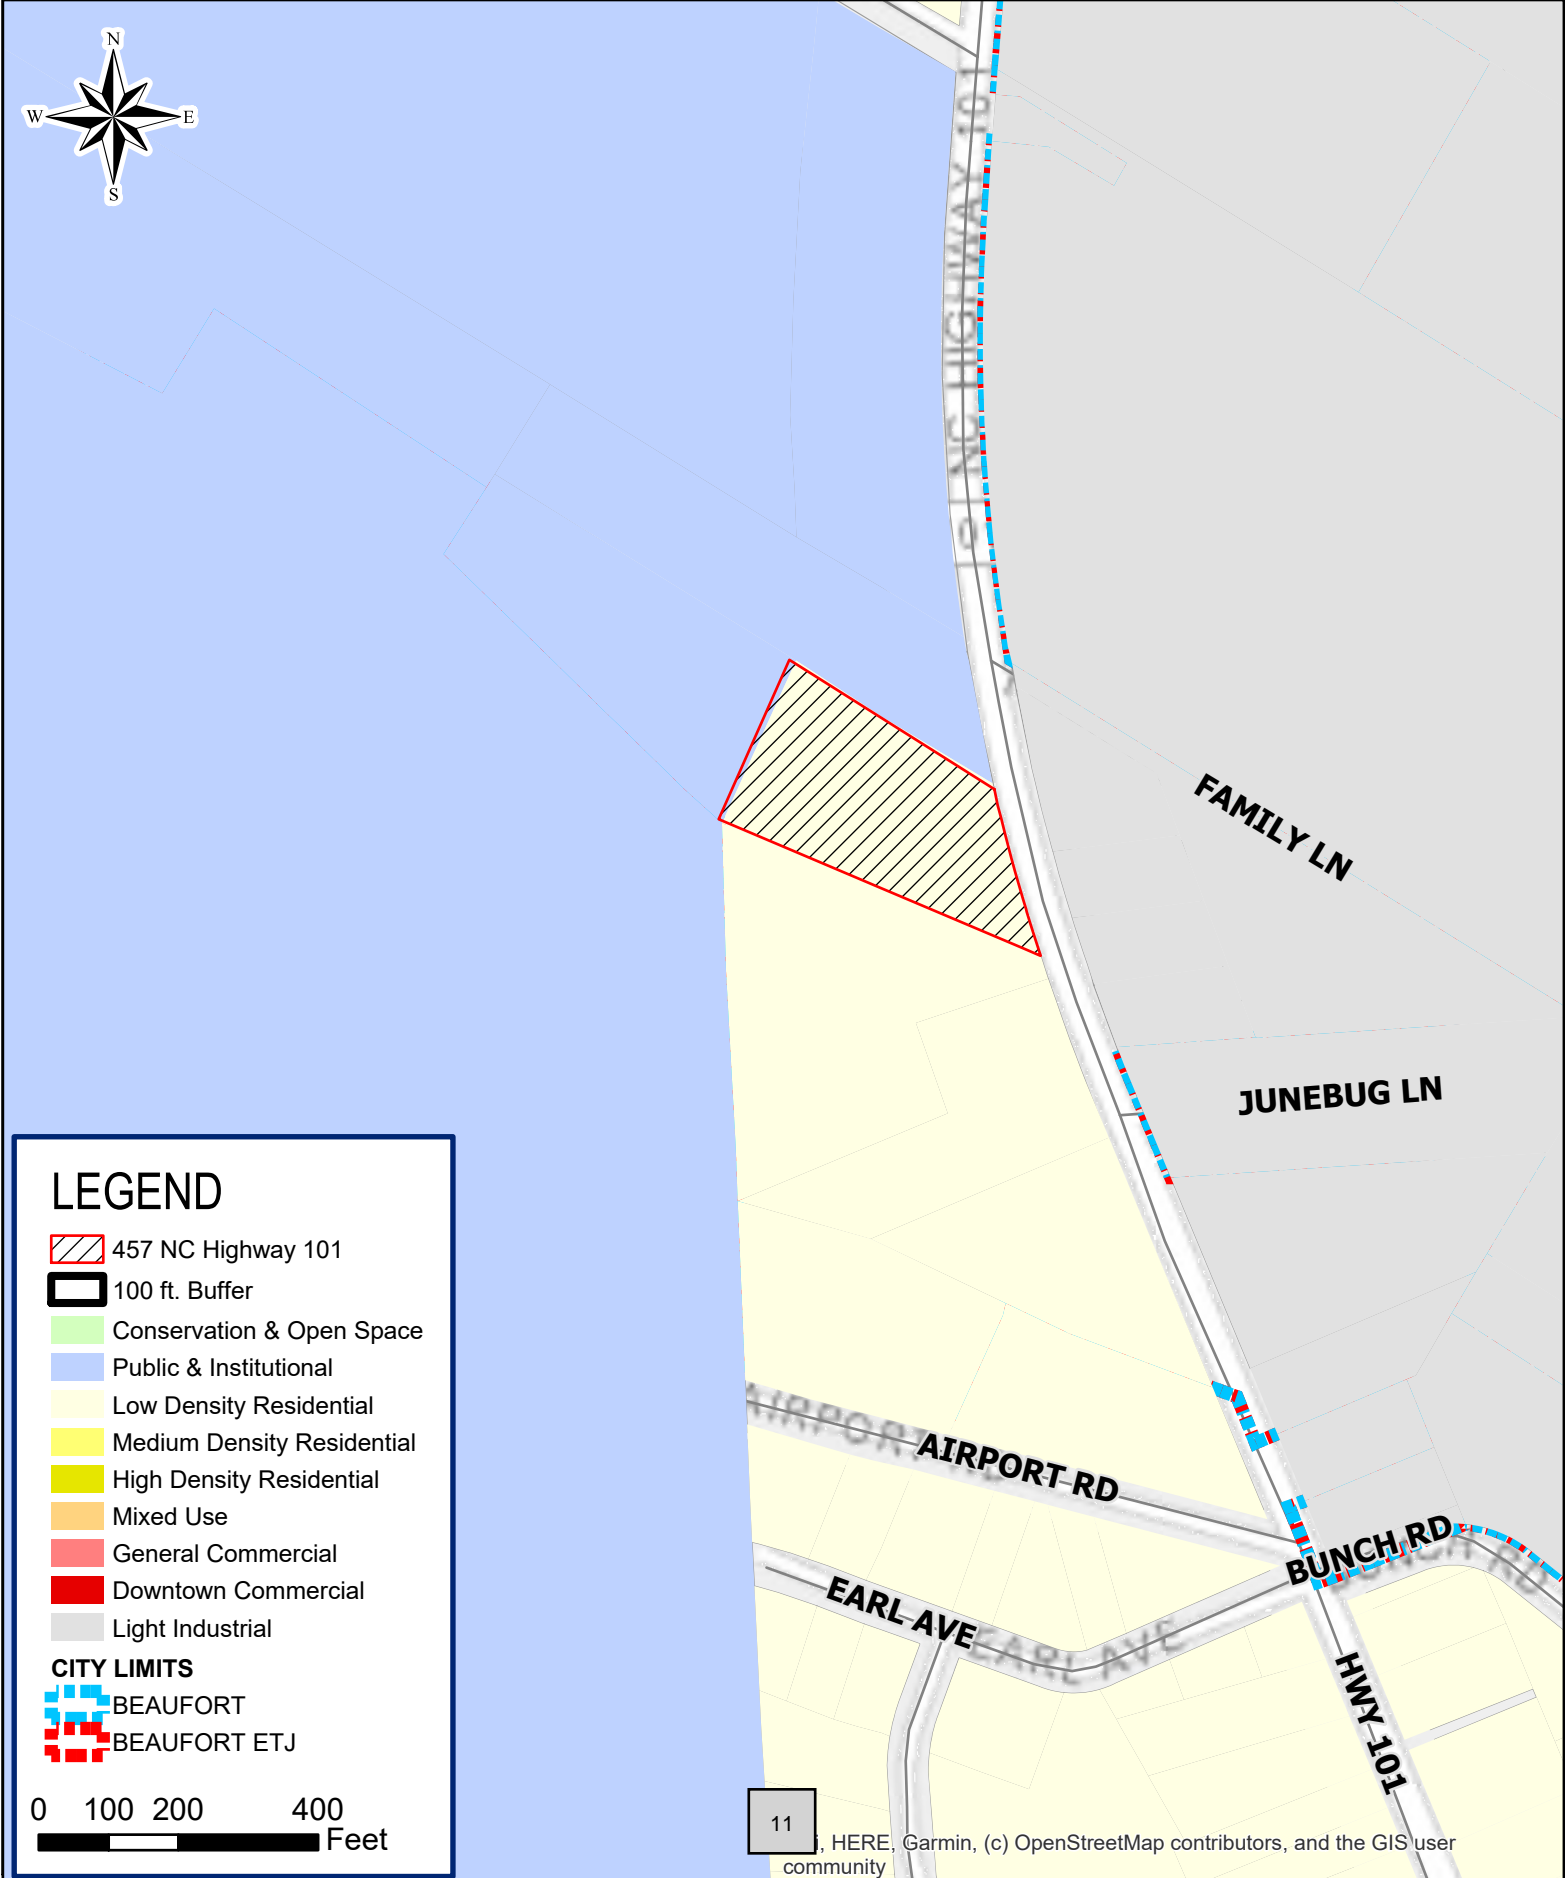 N
W
E
S
NC HIGHWAY 101
FAMILY LN
JUNEBUG LN
LEGEND
457 NC Highway 101
100 ft. Buffer
Conservation & Open Space
Public & Institutional
Low Density Residential
Medium Density Residential
High Density Residential
Mixed Use
General Commercial
Downtown Commercial
Light Industrial
CITY LIMITS
BEAUFORT
BEAUFORT ETJ
0 100 200 400
Feet
AIRPORT RD
BUNCH RD
EARL AVE
EARL AVE
HWY 101
11
, HERE, Garmin, (c) OpenStreetMap contributors, and the GIS user
community